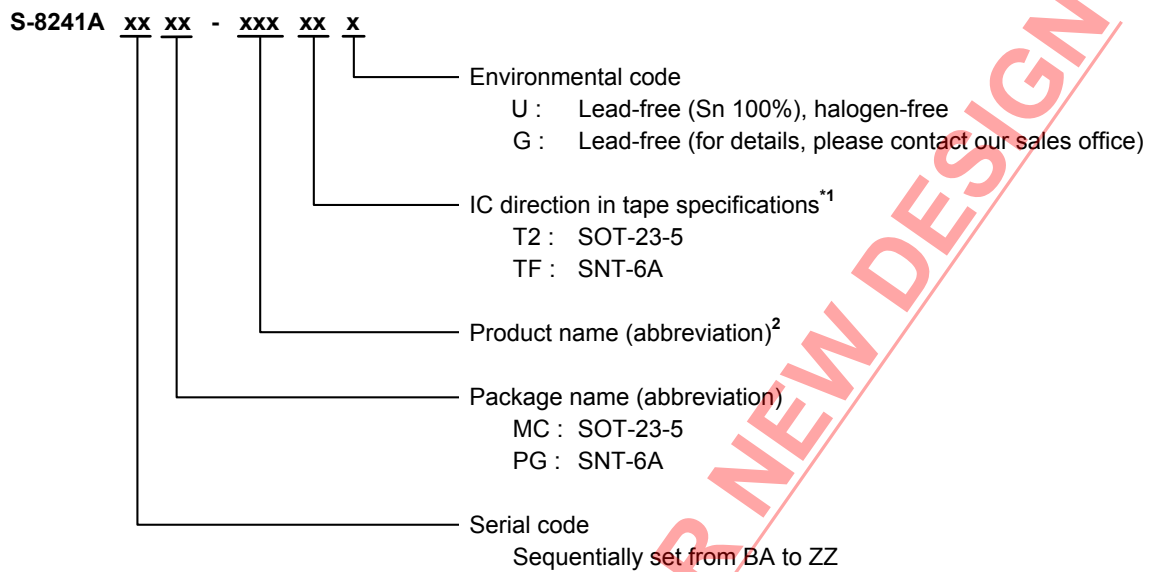 S-8241A xx xx - xxx xx x
Environmental code
U : Lead-free (Sn 100%), halogen-free
G : Lead-free (for details, please contact our sales office)
IC direction in tape specifications*1
T2 : SOT-23-5
TF : SNT-6A
Product name (abbreviation)2
Package name (abbreviation)
MC : SOT-23-5
PG : SNT-6A
Serial code
Sequentially set from BA to ZZ
R NEW DESIGN